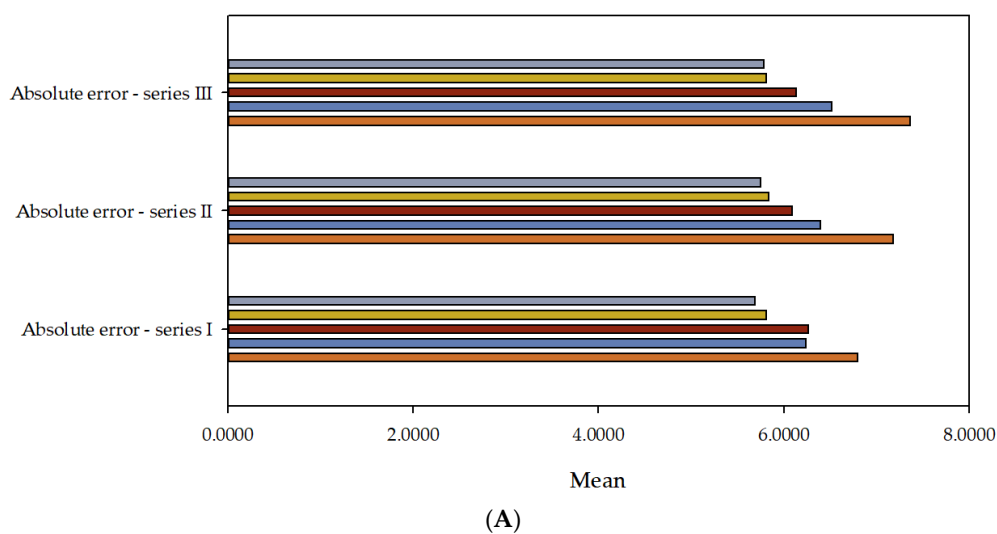 Absolute error - series III
Absolute error - series II
Absolute error - series I
0.0000 2.0000 4.0000 6.0000 8.0000
Mean
(A)